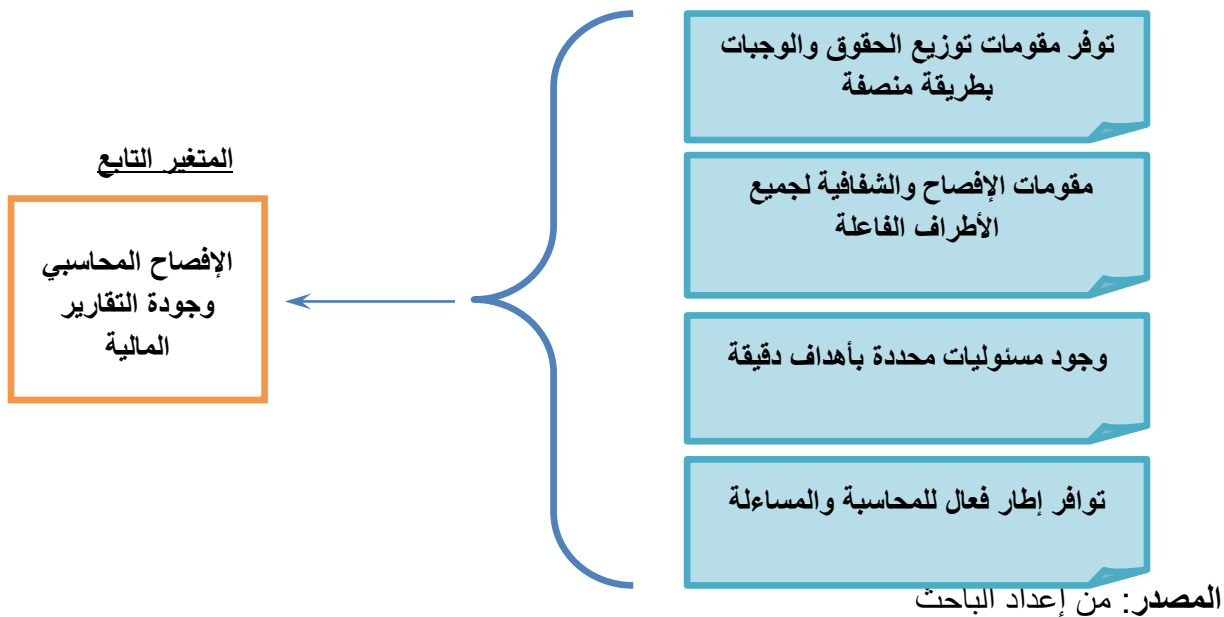 توفر مقومات توزيع الحقوق والوجبات
بطريقة منصفة
مقومات الإفصاح والشفافية لجميع
الأطراف الفاعلة
وجود مسئوليات محددة بأهداف دقيقة
توافر إطار فعال للمحاسبة والمساءلة
المتغير التابع
الإفصاح المحاسبي
وجودة التقارير
المالية
المصدر: من إعداد الباحث